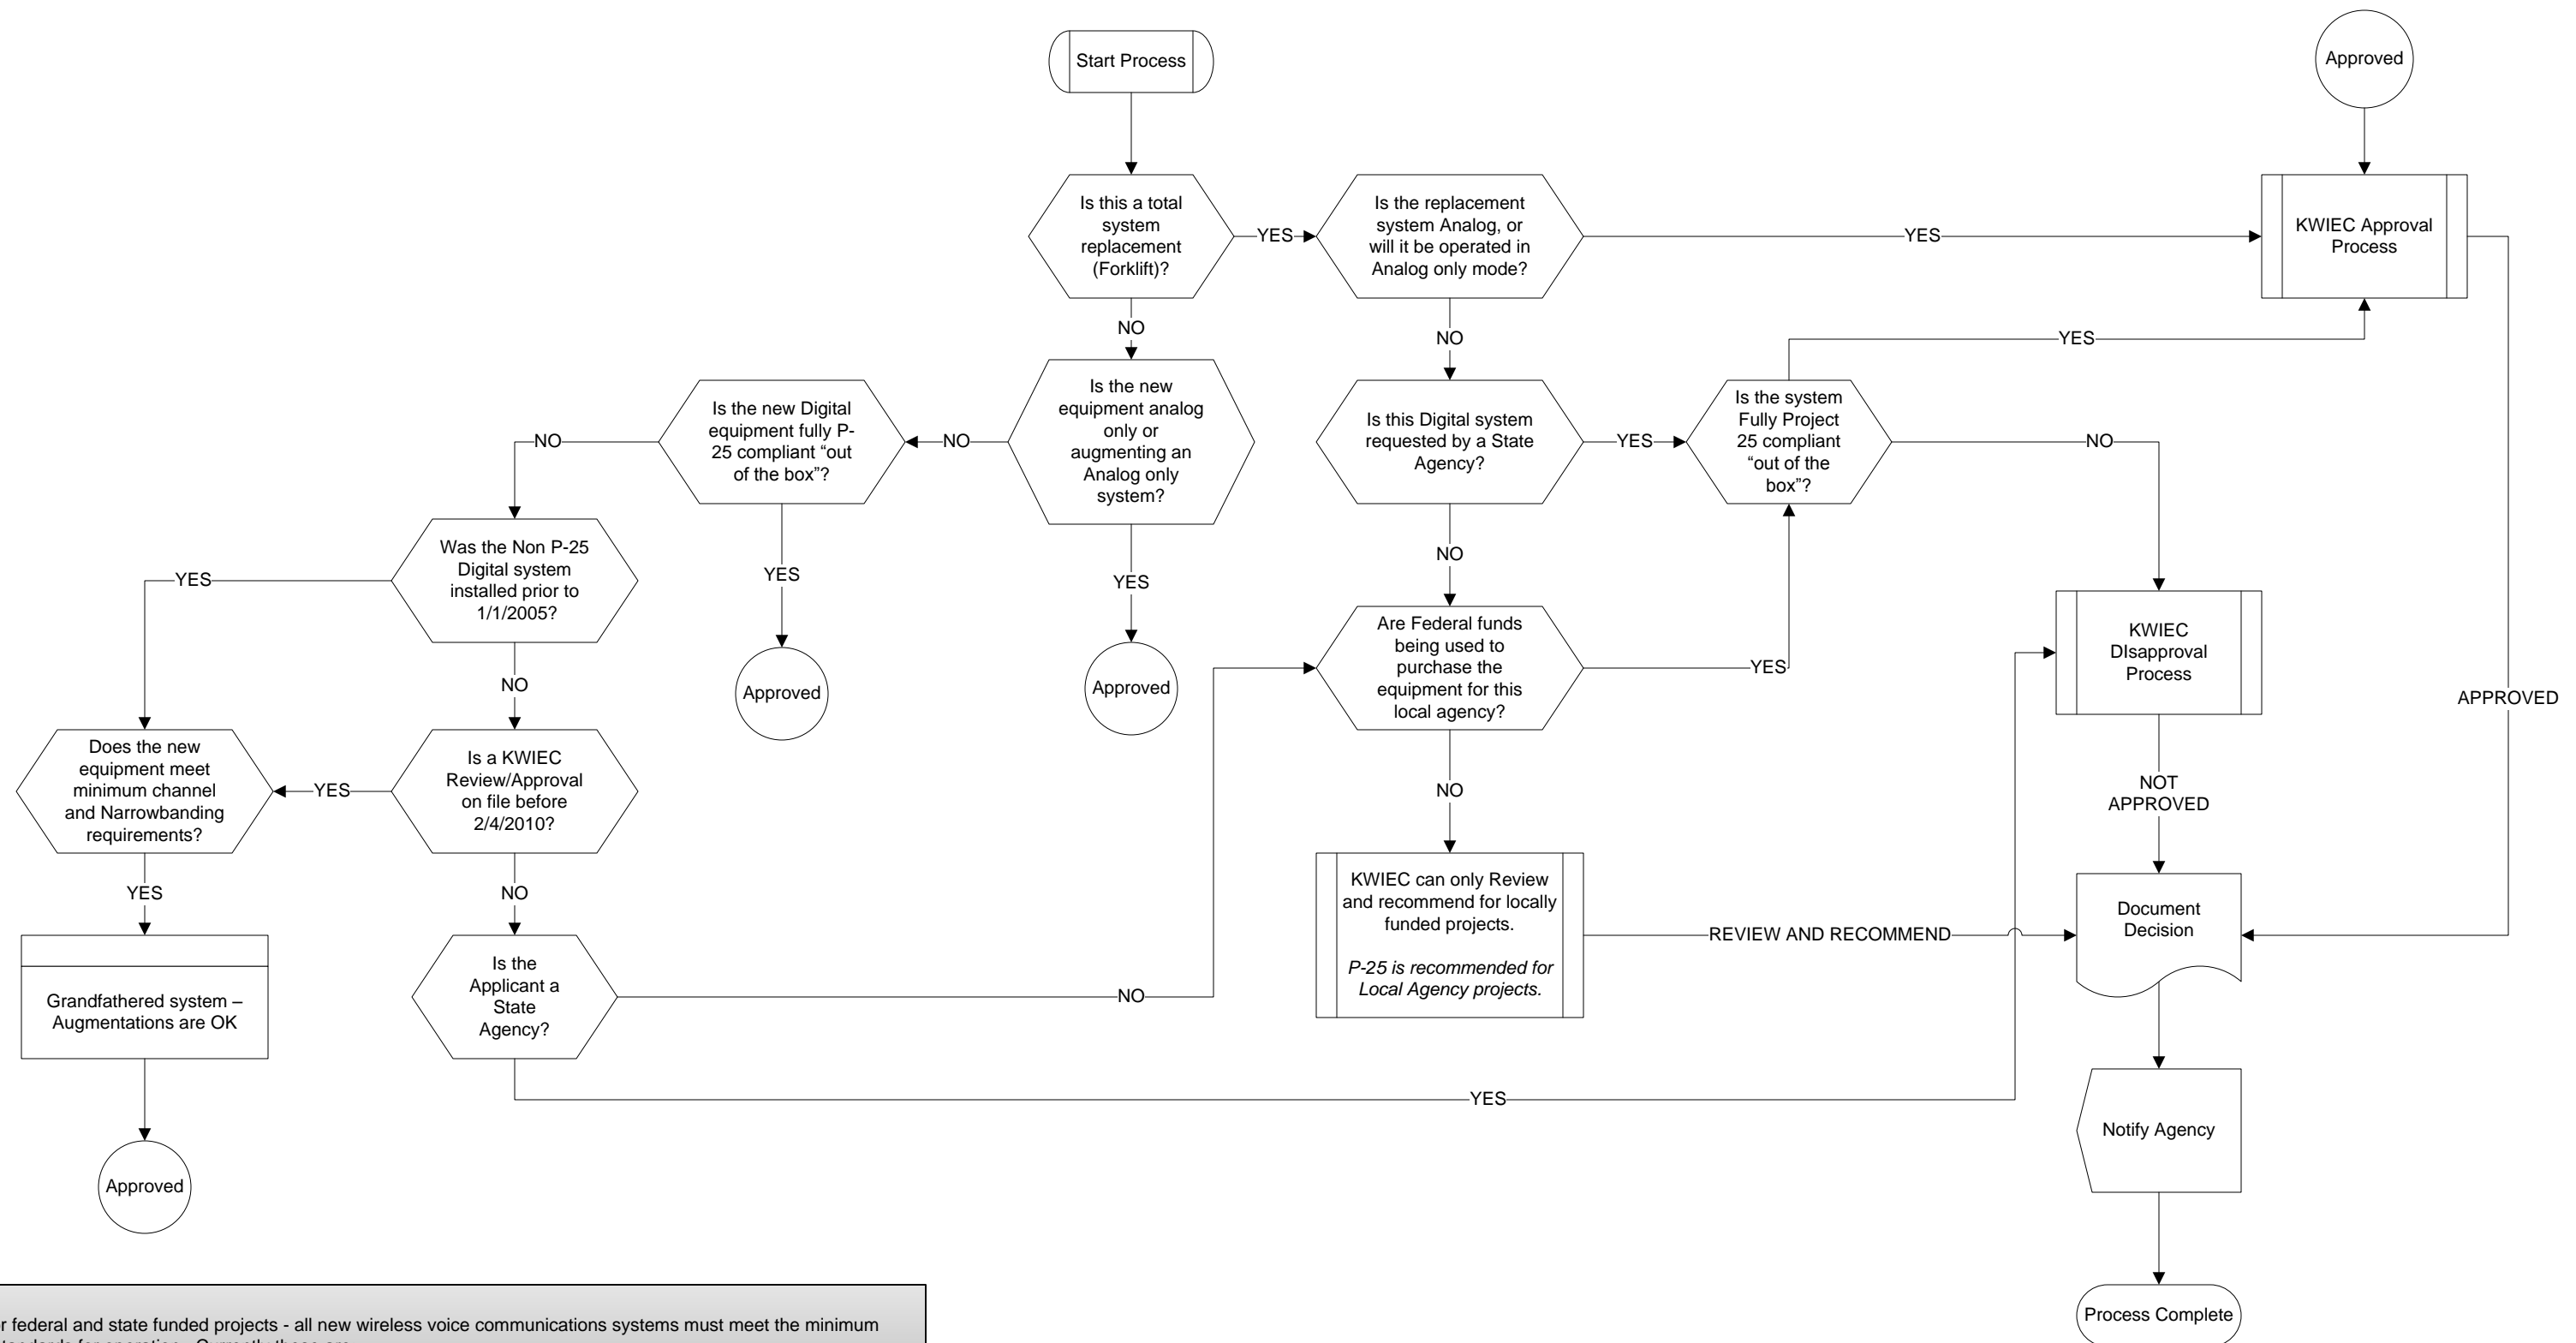 Start Process
Approved
Is this a total
system
replacement
(Forklift)?
YES
Is the replacement
system Analog, or
will it be operated in
Analog only mode?
YES
KWIEC Approval
Process
NO
NO
YES
Is the new Digital
equipment fully P-
25 compliant “out
of the box”?
NO
Is the new
equipment analog
only or
augmenting an
Analog only
system?
Is this Digital system
requested by a State
Agency?
YES
Is the system
Fully Project
25 compliant
“out of the
box”?
NO
NO
Was the Non P-25
Digital system
installed prior to
1/1/2005?
YES
YES
YES
NO
Approved
Approved
Are Federal funds
being used to
purchase the
equipment for this
local agency?
YES
KWIEC
DIsapproval
Process
APPROVED
NO
Does the new
equipment meet
minimum channel
and Narrowbanding
requirements?
YES
Is a KWIEC
Review/Approval
on file before
2/4/2010?
NO
NOT
APPROVED
YES
NO
KWIEC can only Review
and recommend for locally
funded projects.
P-25 is recommended for
Local Agency projects.
REVIEW AND RECOMMEND
Document
Decision
Grandfathered system –
Augmentations are OK
Is the
Applicant a
State
Agency?
NO
YES
Notify Agency
Approved
Process Complete
federal and state funded projects - all new wireless voice communications systems must meet the minimum